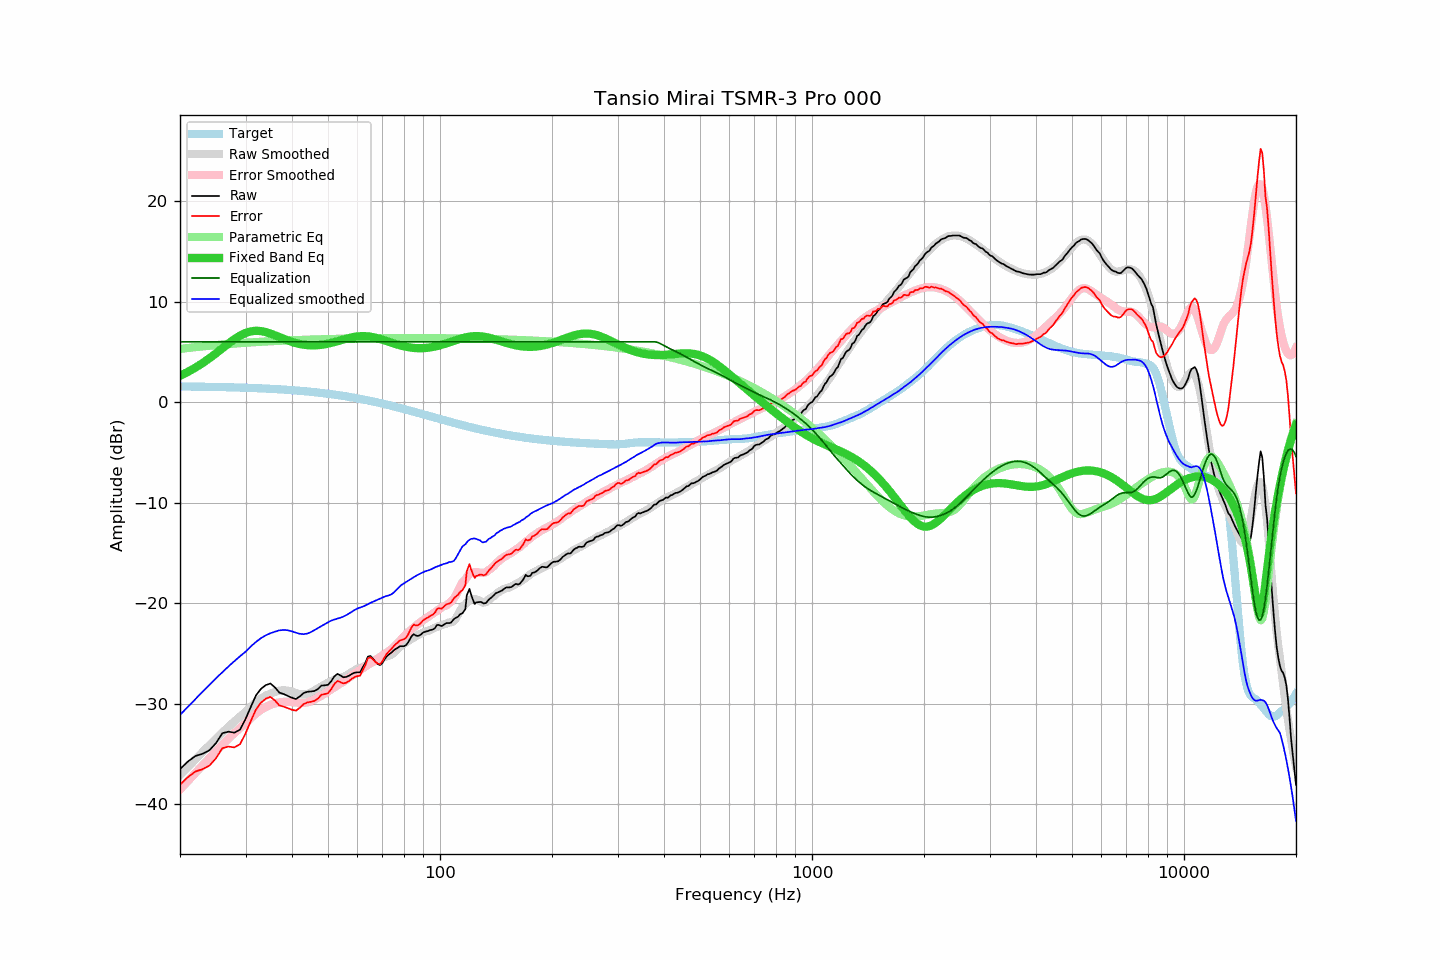 Tansio Mirai TSMR-3 Pro 000
Target
Raw Smoothed
Error Smoothed
Raw
Error
Parametric Eq
Fixed Band Eq
Equalization
Equalized smoothed
20
10
0
−10
−20
−30
−40
Amplitude (dBr)
100
1000
10000
Frequency (Hz)